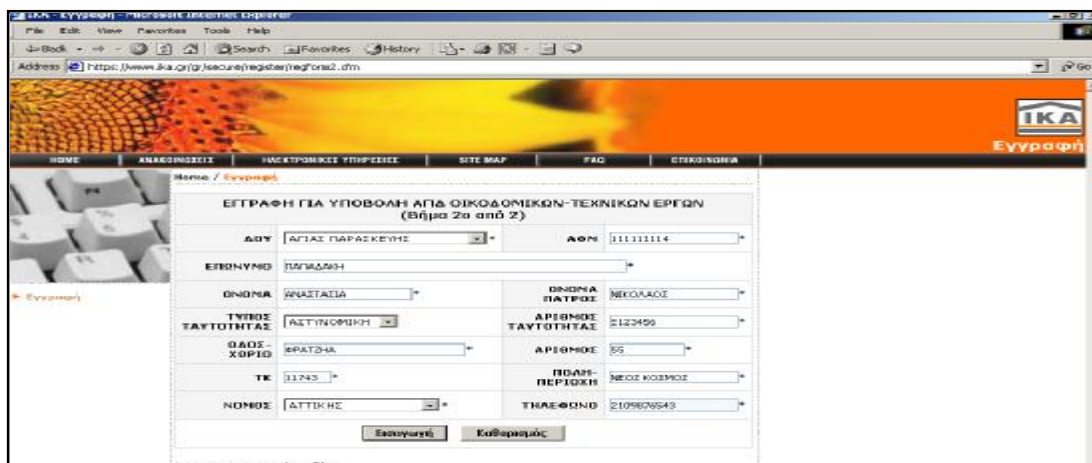 ΙΚΑ - Εγγραφή - Microsoft Internet Explorer
File Edit View Favorites Tools Help
Back Search Favorites History
Address https://www.ika.gr/gr/secure/register/regForm2.cfm Go
ΙΚΑ
Εγγραφή
HOME ΑΝΑΚΟΙΝΩΣΕΙΣ ΗΛΕΚΤΡΟΝΙΚΕΣ ΥΠΗΡΕΣΙΕΣ SITE MAP FAQ ΕΠΙΚΟΙΝΩΝΙΑ
Home / Εγγραφή
ΕΓΓΡΑΦΗ ΓΙΑ ΥΠΟΒΟΛΗ ΑΠΔ ΟΙΚΟΔΟΜΙΚΩΝ-ΤΕΧΝΙΚΩΝ ΕΡΓΩΝ
(Βήμα 2ο από 2)
ΔΟΥ ΑΓΙΑΣ ΠΑΡΑΣΚΕΥΗΣ * ΑΦΜ 111111114 *
ΕΠΩΝΥΜΟ ΠΑΠΑΔΑΚΗ *
Εγγραφή
ΟΝΟΜΑ ΑΝΑΣΤΑΣΙΑ * ΟΝΟΜΑ ΠΑΤΡΟΣ ΝΙΚΟΛΑΟΣ *
ΤΥΠΟΣ ΤΑΥΤΟΤΗΤΑΣ ΑΣΤΥΝΟΜΙΚΗ ΑΡΙΘΜΟΣ ΤΑΥΤΟΤΗΤΑΣ Σ123456 *
ΟΔΟΣ-ΧΩΡΙΟ ΦΡΑΤΖΗΑ * ΑΡΙΘΜΟΣ 55 *
ΤΚ 11743 * ΠΟΛΗ-ΠΕΡΙΟΧΗ ΝΕΟΣ ΚΟΣΜΟΣ *
ΝΟΜΟΣ ΑΤΤΙΚΗΣ * ΤΗΛΕΦΩΝΟ 2109876543 *
Εισαγωγή Καθαρισμός